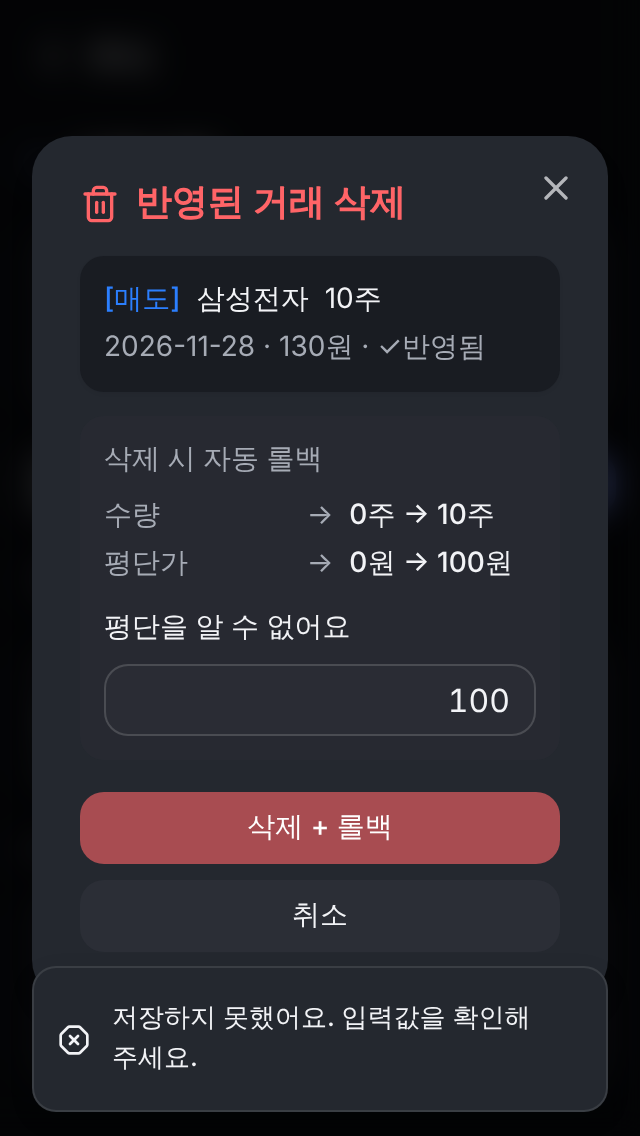 반영된 거래 삭제
[매도] 삼성전자 10주
2026-11-28 · 130원 · ✓반영됨
삭제 시 자동 롤백
수량 → 0주 → 10주
평단가 → 0원 → 100원
평단을 알 수 없어요
100
삭제 + 롤백
취소
저장하지 못했어요. 입력값을 확인해
주세요.